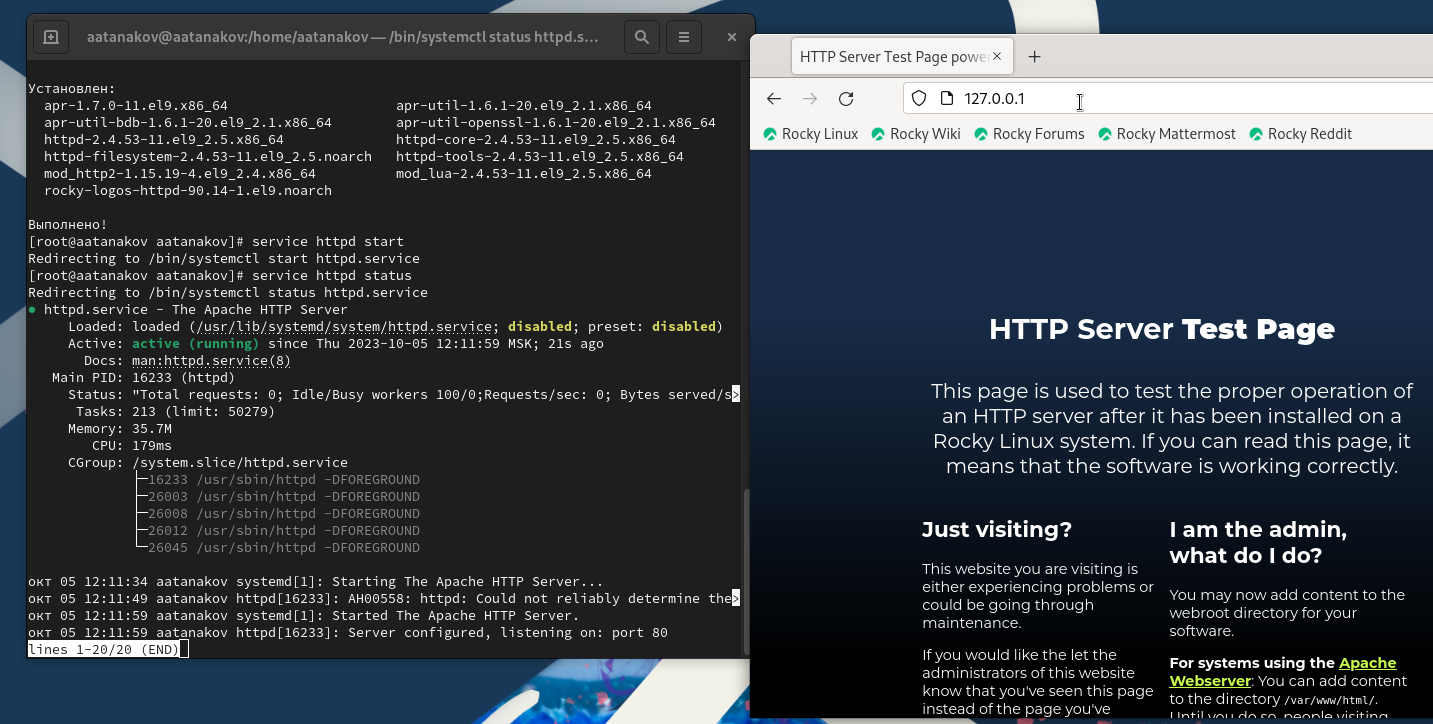 aatanakov@aatanakov:/home/aatanakov — /bin/systemctl status httpd.s...
Установлен:
apr-1.7.0-11.el9.x86_64 apr-util-1.6.1-20.el9_2.1.x86_64
apr-util-bdb-1.6.1-20.el9_2.1.x86_64 apr-util-openssl-1.6.1-20.el9_2.1.x86_64
httpd-2.4.53-11.el9_2.5.x86_64 httpd-core-2.4.53-11.el9_2.5.x86_64
httpd-filesystem-2.4.53-11.el9_2.5.noarch httpd-tools-2.4.53-11.el9_2.5.x86_64
mod_http2-1.15.19-4.el9_2.4.x86_64 mod_lua-2.4.53-11.el9_2.5.x86_64
rocky-logos-httpd-90.14-1.el9.noarch
Выполнено!
[root@aatanakov aatanakov]# service httpd start
Redirecting to /bin/systemctl start httpd.service
[root@aatanakov aatanakov]# service httpd status
Redirecting to /bin/systemctl status httpd.service
● httpd.service - The Apache HTTP Server
Loaded: loaded (/usr/lib/systemd/system/httpd.service; disabled; preset: disabled)
Active: active (running) since Thu 2023-10-05 12:11:59 MSK; 21s ago
Docs: man:httpd.service(8)
Main PID: 16233 (httpd)
Status: "Total requests: 0; Idle/Busy workers 100/0;Requests/sec: 0; Bytes served/s>
Tasks: 213 (limit: 50279)
Memory: 35.7M
CPU: 179ms
CGroup: /system.slice/httpd.service
├─16233 /usr/sbin/httpd -DFOREGROUND
├─26003 /usr/sbin/httpd -DFOREGROUND
├─26008 /usr/sbin/httpd -DFOREGROUND
├─26012 /usr/sbin/httpd -DFOREGROUND
└─26045 /usr/sbin/httpd -DFOREGROUND
окт 05 12:11:34 aatanakov systemd[1]: Starting The Apache HTTP Server...
окт 05 12:11:49 aatanakov httpd[16233]: AH00558: httpd: Could not reliably determine the>
окт 05 12:11:59 aatanakov systemd[1]: Started The Apache HTTP Server.
окт 05 12:11:59 aatanakov httpd[16233]: Server configured, listening on: port 80
lines 1-20/20 (END)
HTTP Server Test Page powe
127.0.0.1
Rocky Linux Rocky Wiki Rocky Forums Rocky Mattermost Rocky Reddit
HTTP Server Test Page
This page is used to test the proper operation of
an HTTP server after it has been installed on a
Rocky Linux system. If you can read this page, it
means that the software is working correctly.
Just visiting?
This website you are visiting is
either experiencing problems or
could be going through
maintenance.
If you would like the let the
administrators of this website
know that you've seen this page
instead of the page you've
I am the admin,
what do I do?
You may now add content to the
webroot directory for your
software.
For systems using the Apache
Webserver: You can add content
to the directory /var/www/html/.
Until you do so, people visiting